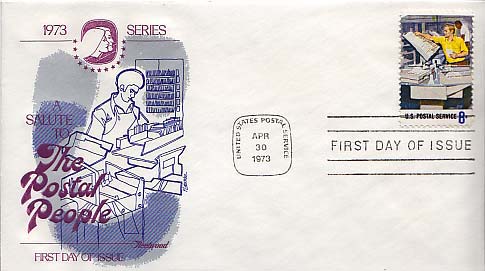 1973 SERIES
A
SALUTE
TO
The
Postal
People
Fleetwood
FIRST DAY OF ISSUE
UNITED STATES POSTAL SERVICE
APR
30
1973
U.S. POSTAL SERVICE 8¢
FIRST DAY OF ISSUE